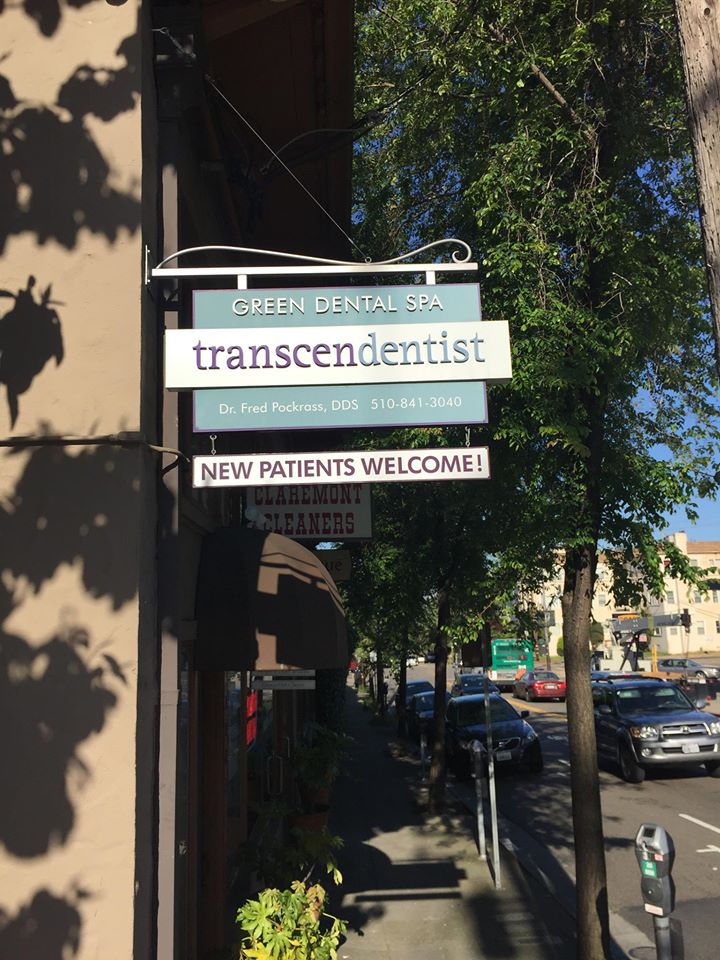 GREEN DENTAL SPA
transcendentist
Dr. Fred Pockrass, DDS 510-841-3040
NEW PATIENTS WELCOME!
CLAREMONT
CLEANERS